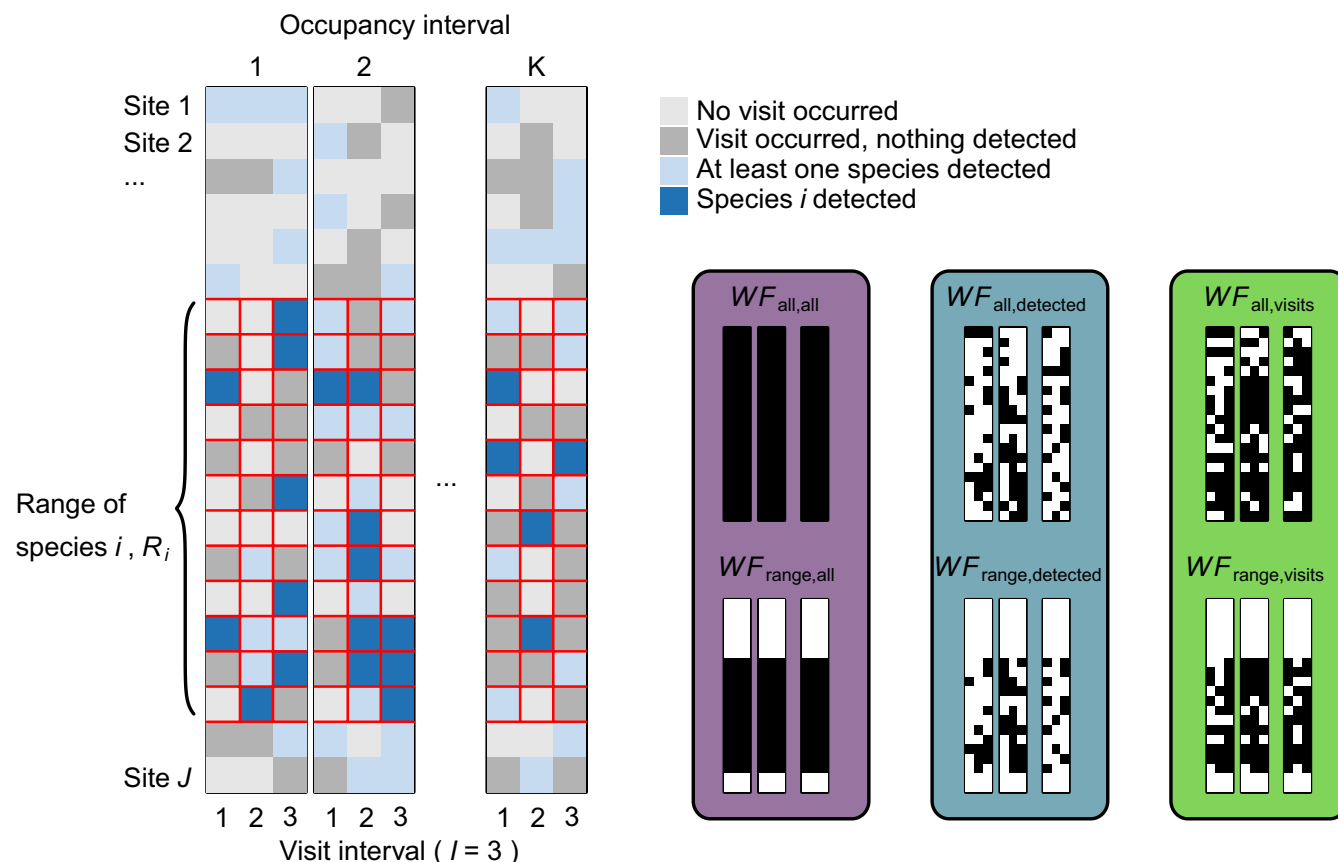 Occupancy interval
1 2 K
Site 1
Site 2
...
Site J
Range of
species i , R_i
...
1 2 3 1 2 3 1 2 3
Visit interval ( l = 3 )
No visit occurred
Visit occurred, nothing detected
At least one species detected
Species i detected
WF_all,all
WF_all,detected
WF_all,visits
WF_range,all
WF_range,detected
WF_range,visits